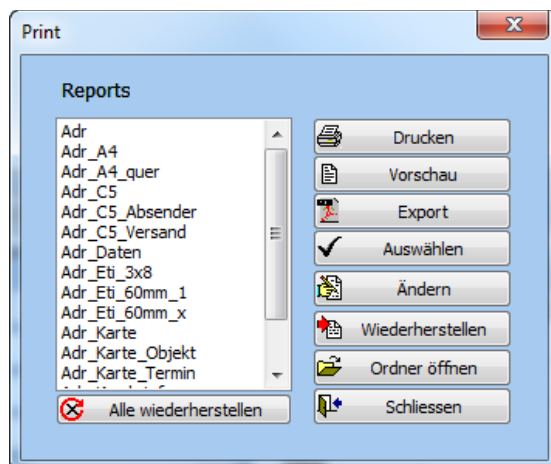 Print
Reports
Adr
Adr_A4
Adr_A4_quer
Adr_C5
Adr_C5_Absender
Adr_C5_Versand
Adr_Daten
Adr_Eti_3x8
Adr_Eti_60mm_1
Adr_Eti_60mm_x
Adr_Karte
Adr_Karte_Objekt
Adr_Karte_Termin
Alle wiederherstellen
Drucken
Vorschau
Export
Auswählen
Ändern
Wiederherstellen
Ordner öffnen
Schliessen